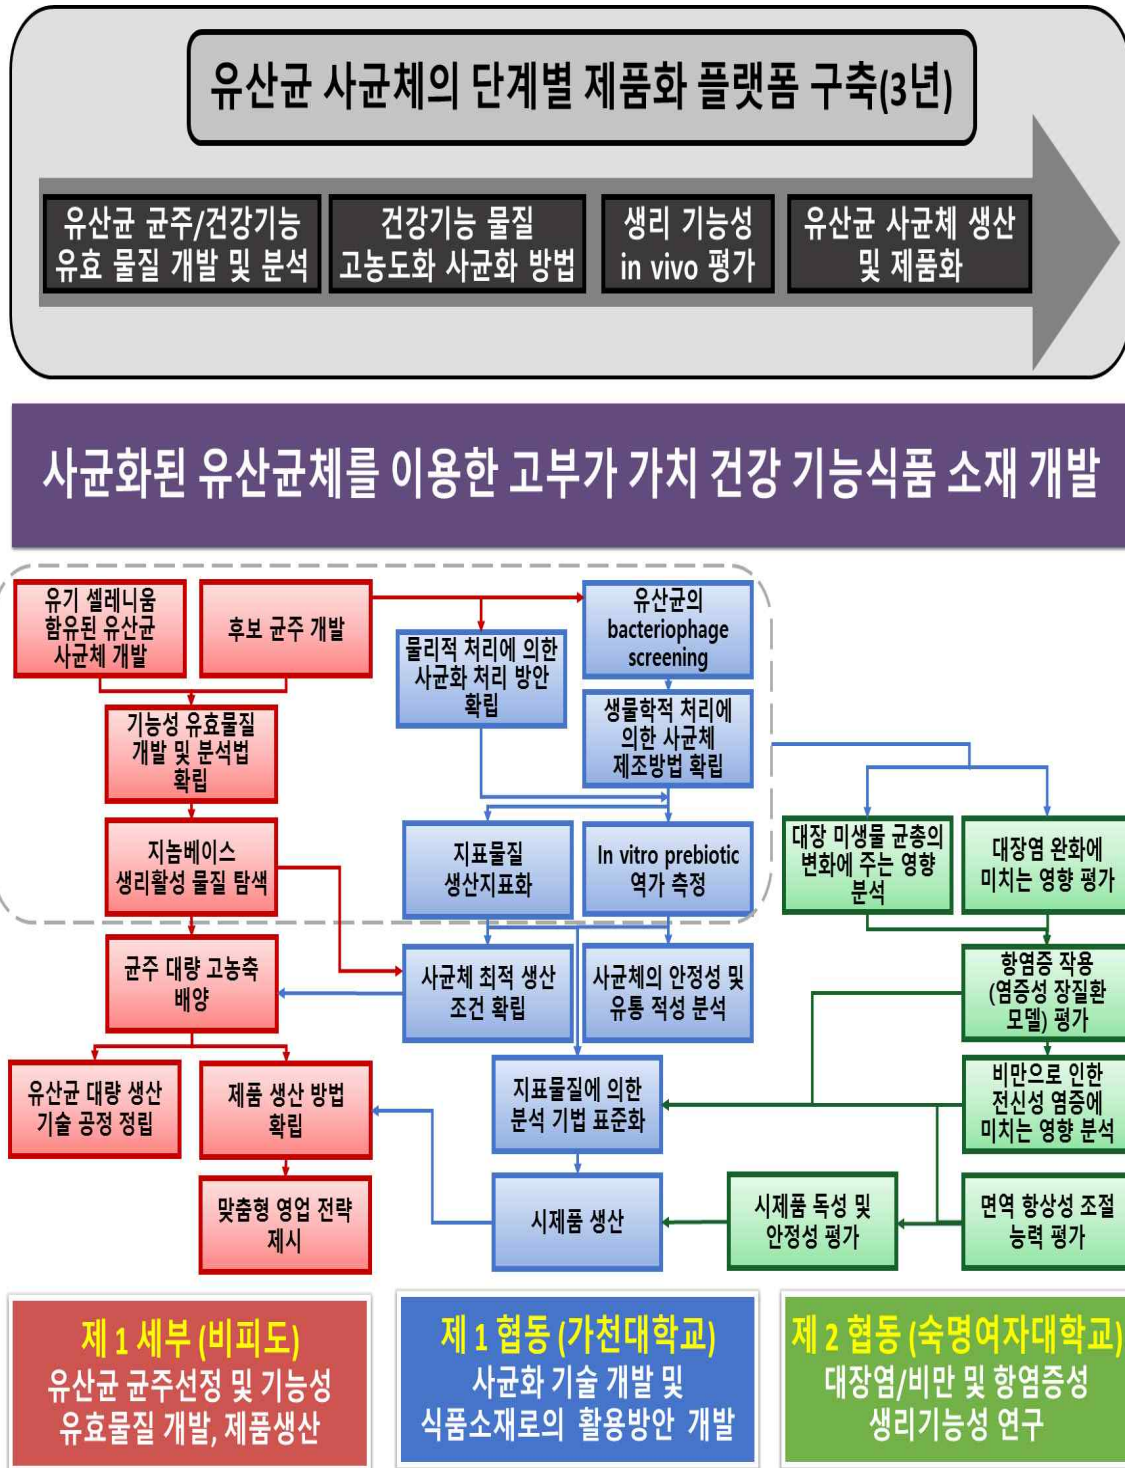 유산균 사균체의 단계별 제품화 플랫폼 구축(3년)
유산균 균주/건강기능
유효 물질 개발 및 분석
건강기능 물질
고농도화 사균화 방법
생리 기능성
in vivo 평가
유산균 사균체 생산
및 제품화
사균화된 유산균체를 이용한 고부가 가치 건강 기능식품 소재 개발
유기 셀레니움
함유된 유산균
사균체 개발
후보 균주 개발
유산균의
bacteriophage
screening
물리적 처리에 의한
사균화 처리 방안
확립
기능성 유효물질
개발 및 분석법
확립
생물학적 처리에
의한 사균체
제조방법 확립
지놈베이스
생리활성 물질 탐색
지표물질
생산지표화
In vitro prebiotic
역가 측정
대장 미생물 균총의
변화에 주는 영향
분석
대장염 완화에
미치는 영향 평가
균주 대량 고농축
배양
사균체 최적 생산
조건 확립
사균체의 안정성 및
유통 적성 분석
항염증 작용
(염증성 장질환
모델) 평가
유산균 대량 생산
기술 공정 정립
제품 생산 방법
확립
지표물질에 의한
분석 기법 표준화
비만으로 인한
전신성 염증에
미치는 영향 분석
맞춤형 영업 전략
제시
시제품 생산
시제품 독성 및
안정성 평가
면역 항상성 조절
능력 평가
제 1 세부 (비피도)
유산균 균주선정 및 기능성
유효물질 개발, 제품생산
제 1 협동 (가천대학교)
사균화 기술 개발 및
식품소재로의 활용방안 개발
제 2 협동 (숙명여자대학교)
대장염/비만 및 항염증성
생리기능성 연구